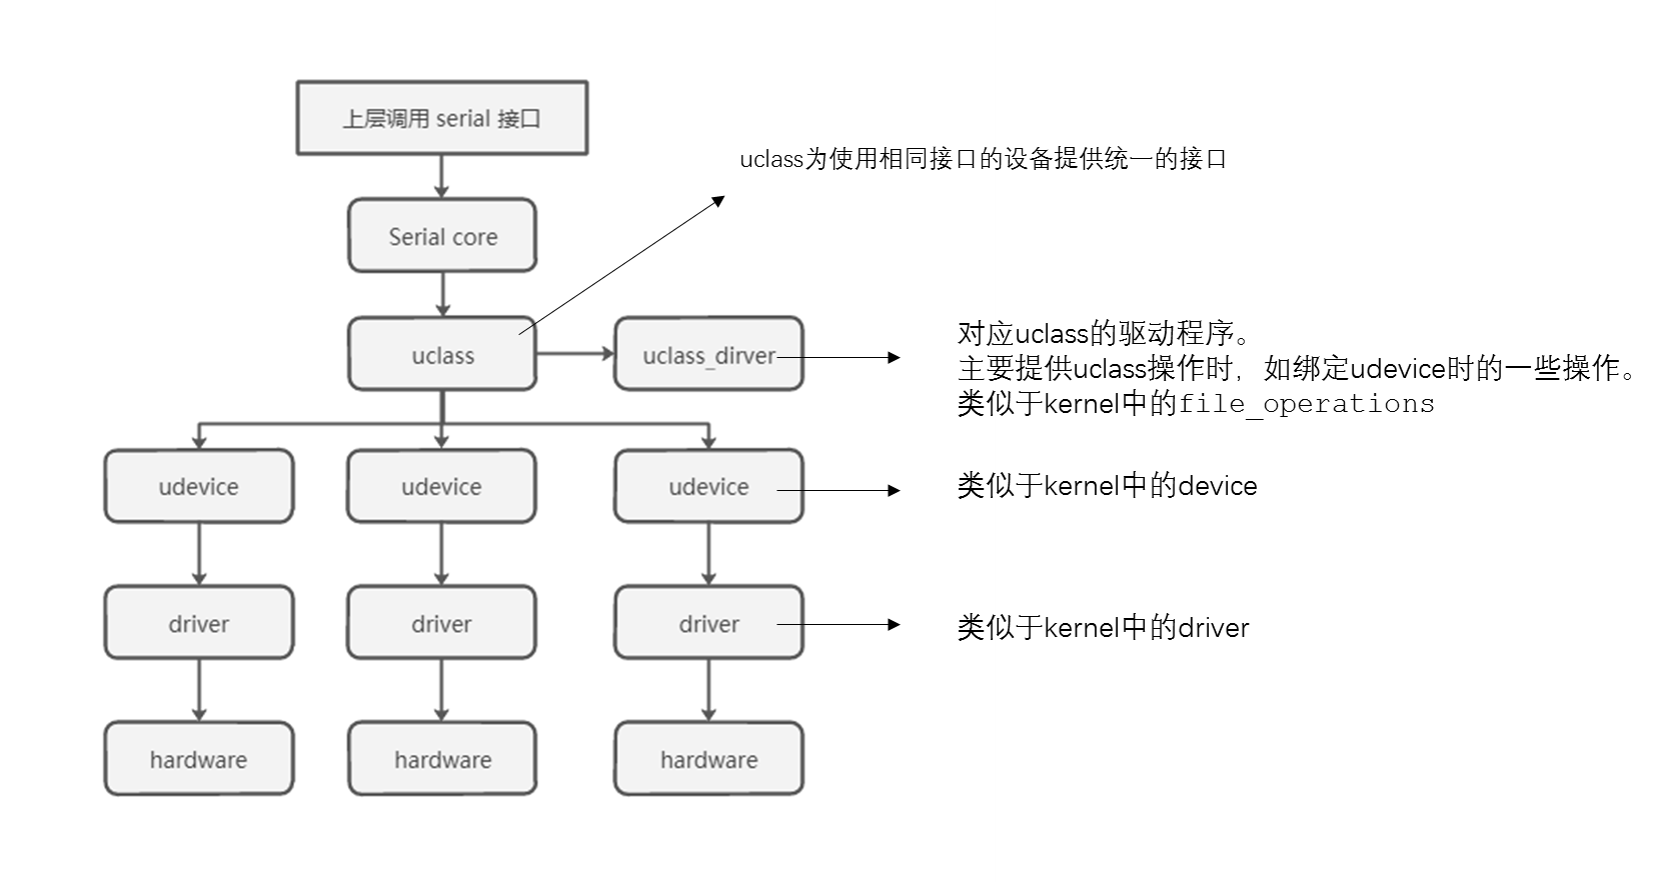 上层调用 serial 接口
uclass为使用相同接口的设备提供统一的接口
Serial core
uclass
uclass_dirver
对应uclass的驱动程序。
主要提供uclass操作时，如绑定udevice时的一些操作。
类似于kernel中的file_operations
udevice
udevice
udevice
类似于kernel中的device
driver
driver
driver
类似于kernel中的driver
hardware
hardware
hardware